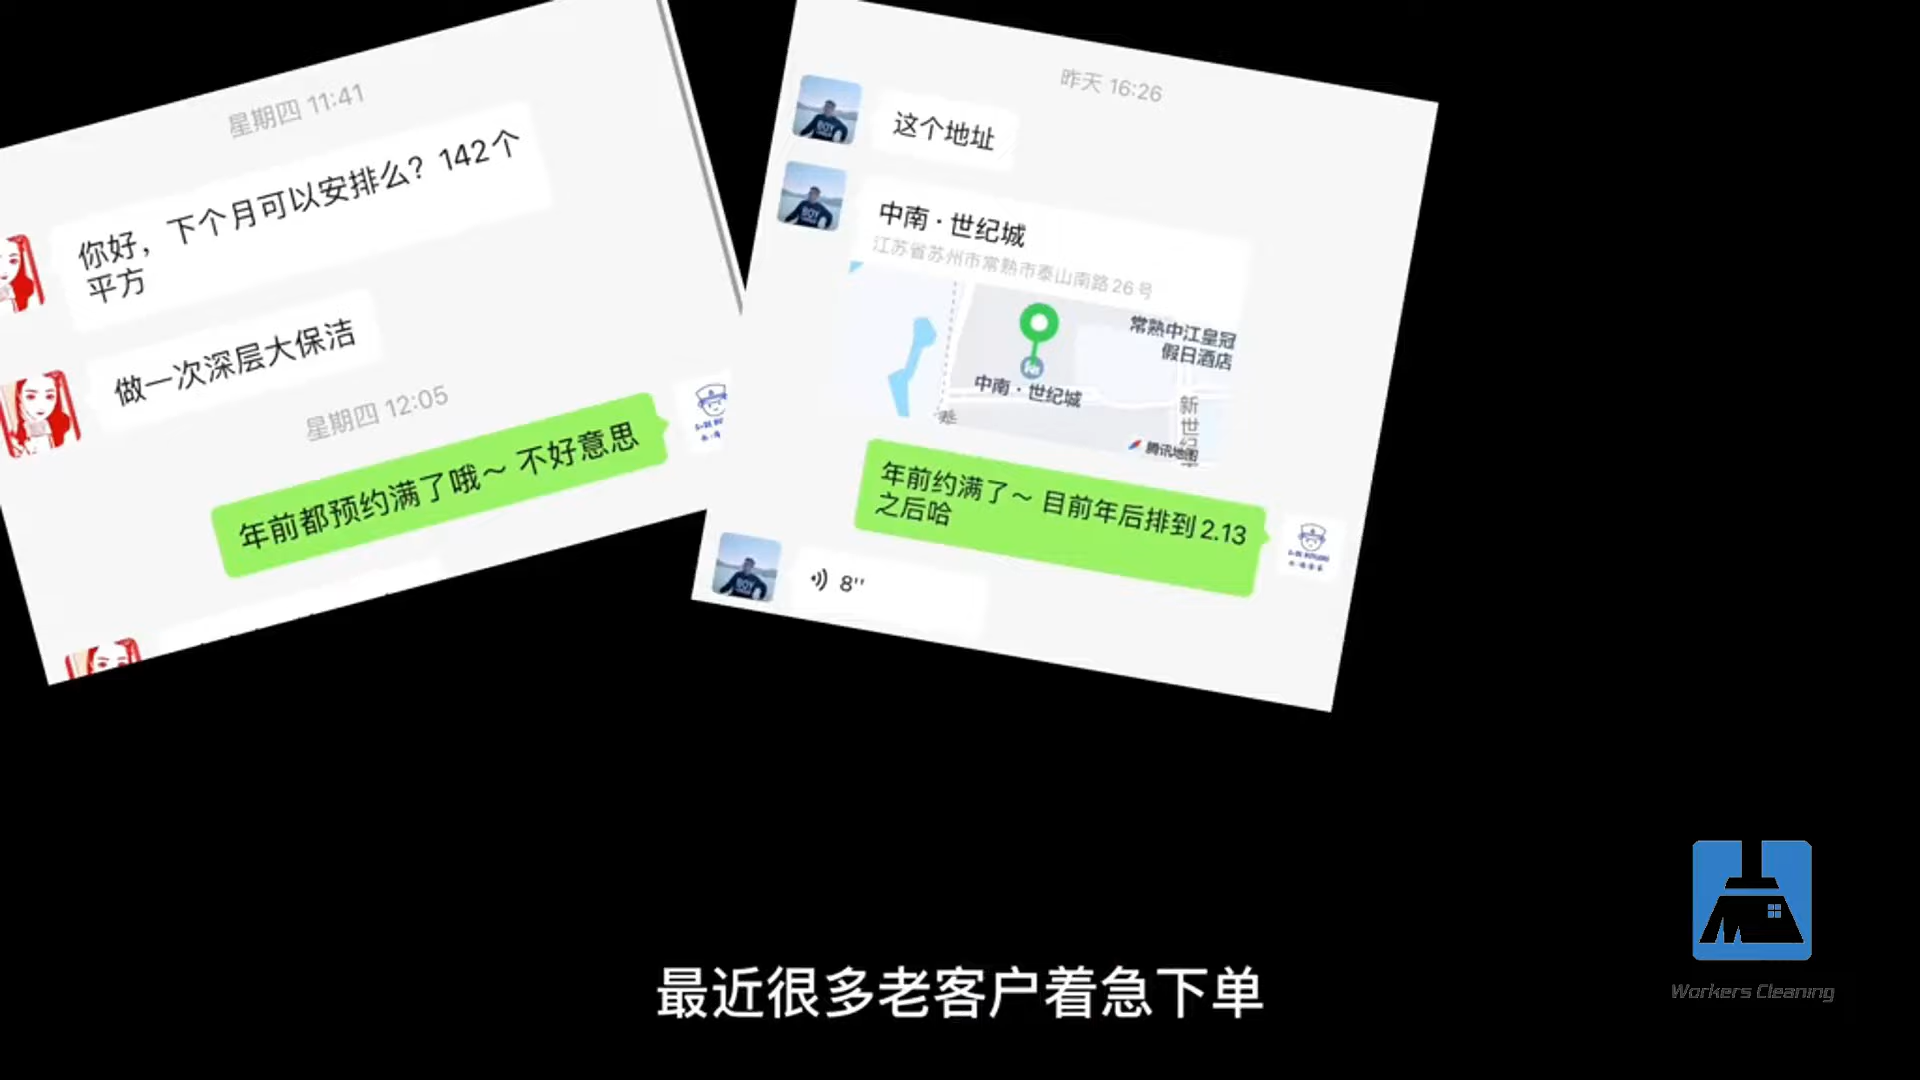 星期四 11:41
你好，下个月可以安排么？142个
平方
做一次深层大保洁
星期四 12:05
年前都预约满了哦～ 不好意思
昨天 16:26
这个地址
中南·世纪城
江苏省苏州市常熟市泰山南路26号
常熟中江皇冠
假日酒店
中南·世纪城
新世纪
腾讯地图
年前约满了～ 目前年后排到2.13
之后哈
8''
BOY
BOY
BOY
最近很多老客户着急下单
Workers Cleaning